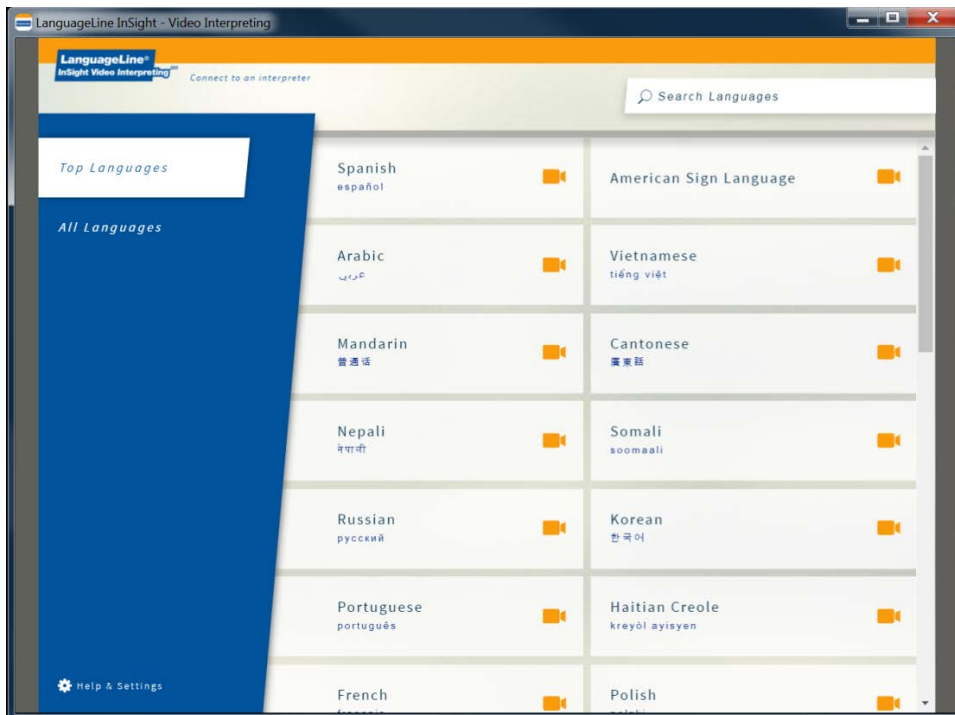 LanguageLine InSight - Video Interpreting
LanguageLine®
InSight Video Interpreting℠
Connect to an interpreter
Search Languages
Top Languages
All Languages
Spanish
español
American Sign Language
Arabic
عربي
Vietnamese
tiếng việt
Mandarin
普通话
Cantonese
廣東話
Nepali
नेपाली
Somali
soomaali
Russian
русский
Korean
한국어
Portuguese
português
Haitian Creole
kreyòl ayisyen
French
Polish
Help & Settings